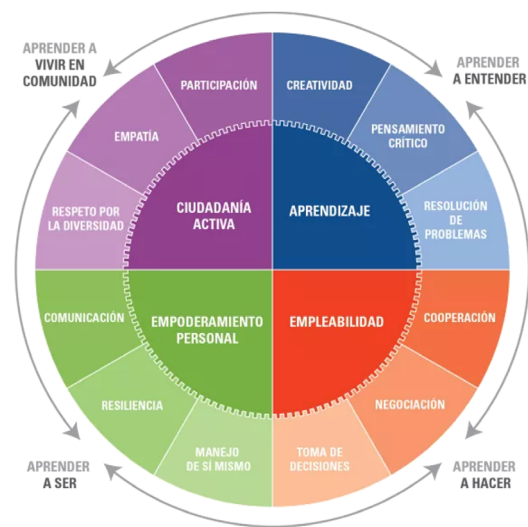 APRENDER A
VIVIR EN
COMUNIDAD
APRENDER
A ENTENDER
PARTICIPACIÓN
CREATIVIDAD
EMPATÍA
PENSAMIENTO
CRÍTICO
RESPETO POR
LA DIVERSIDAD
CIUDADANÍA
ACTIVA
APRENDIZAJE
RESOLUCIÓN
DE
PROBLEMAS
COMUNICACIÓN
EMPODERAMIENTO
PERSONAL
EMPLEABILIDAD
COOPERACIÓN
RESILIENCIA
NEGOCIACIÓN
MANEJO
DE SÍ MISMO
TOMA DE
DECISIONES
APRENDER
A SER
APRENDER
A HACER